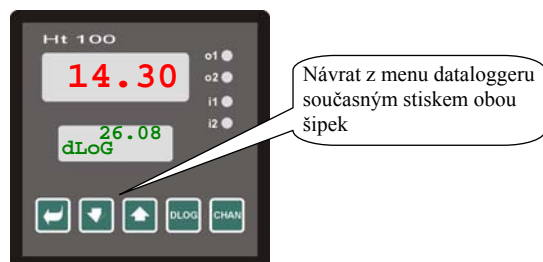 Ht 100
14.30
o1
o2
i1
i2
26.08
dLoG
DLOG
CHAN
Návrat z menu dataloggeru
současným stiskem obou
šipek